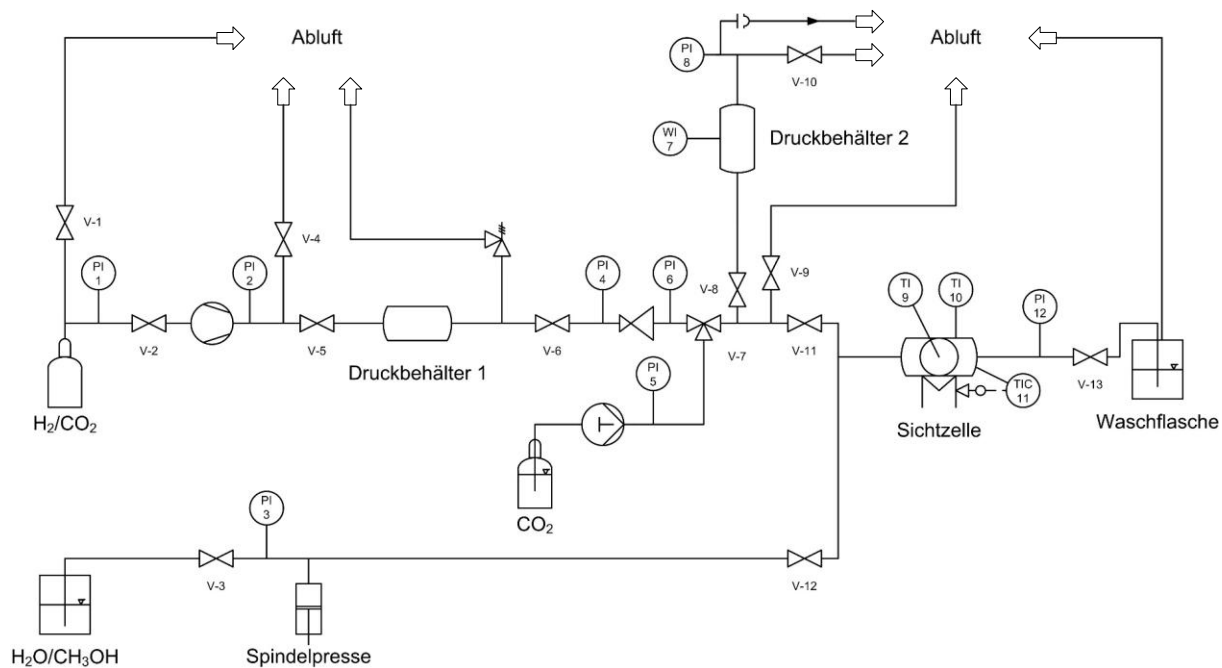 Abluft
Abluft
PI
8
V-10
WI
7
Druckbehälter 2
V-1
V-4
V-8
V-9
PI
1
PI
2
PI
4
PI
6
TI
9
TI
10
PI
12
V-2
V-5
V-6
V-7
V-11
V-13
Druckbehälter 1
PI
5
TIC
11
H₂/CO₂
Sichtzelle
Waschflasche
CO₂
PI
3
V-3
V-12
H₂O/CH₃OH
Spindelpresse